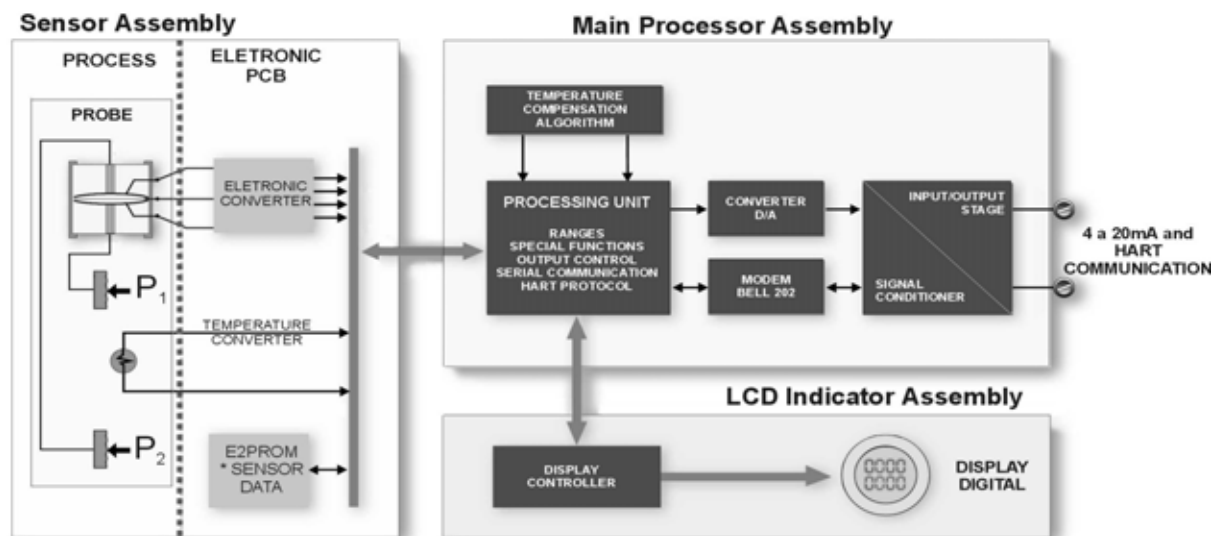 Sensor Assembly
PROCESS
ELETRONIC
PCB
PROBE
ELETRONIC
CONVERTER
P1
TEMPERATURE
CONVERTER
P2
E2PROM
* SENSOR
DATA
Main Processor Assembly
TEMPERATURE
COMPENSATION
ALGORITHM
PROCESSING UNIT
RANGES
SPECIAL FUNCTIONS
OUTPUT CONTROL
SERIAL COMMUNICATION
HART PROTOCOL
CONVERTER
D/A
MODEM
BELL 202
INPUT/OUTPUT
STAGE
SIGNAL
CONDITIONER
4 a 20mA and
HART
COMMUNICATION
LCD Indicator Assembly
DISPLAY
CONTROLLER
0000
0000
DISPLAY
DIGITAL